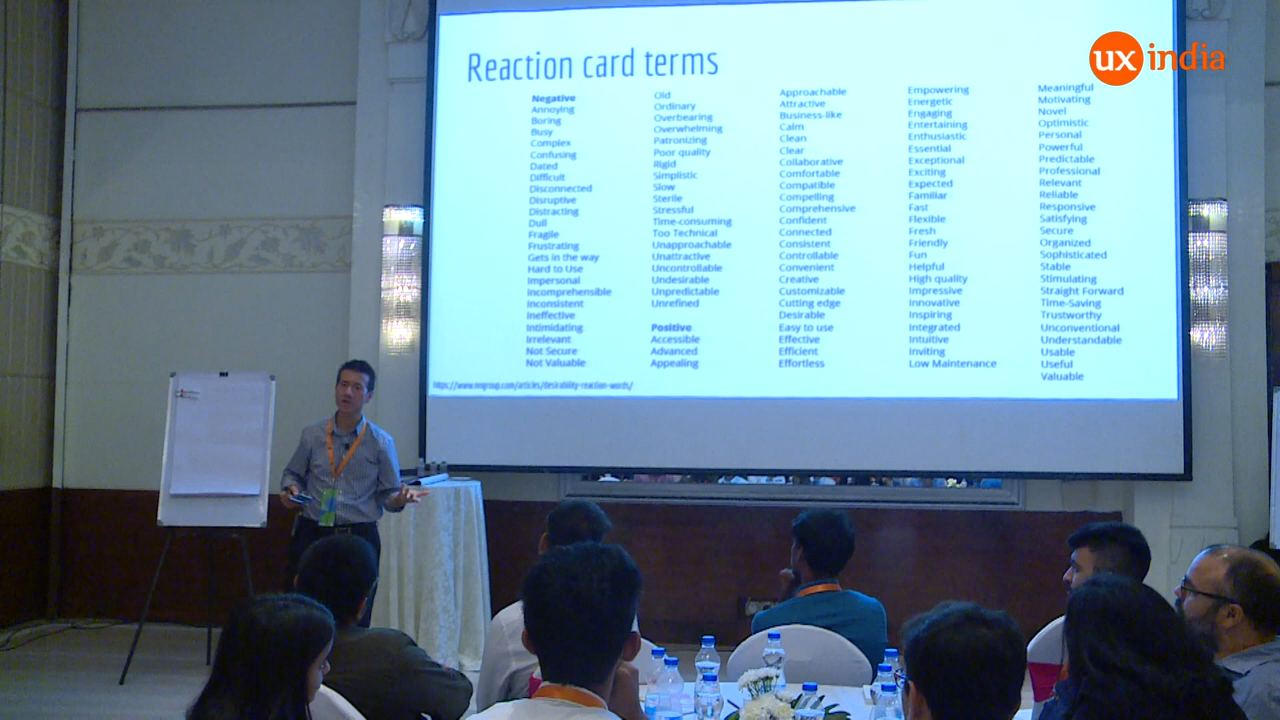 ux india
Reaction card terms
Negative
Annoying
Boring
Busy
Complex
Confusing
Dated
Difficult
Disconnected
Disruptive
Distracting
Dull
Fragile
Frustrating
Gets in the way
Hard to Use
Impersonal
Incomprehensible
Inconsistent
Ineffective
Intimidating
Irrelevant
Not Secure
Not Valuable
Old
Ordinary
Overbearing
Overwhelming
Patronizing
Poor quality
Rigid
Simplistic
Slow
Sterile
Stressful
Time-consuming
Too Technical
Unapproachable
Unattractive
Uncontrollable
Undesirable
Unpredictable
Unrefined
Positive
Accessible
Advanced
Appealing
Approachable
Attractive
Business-like
Calm
Clean
Clear
Collaborative
Comfortable
Compatible
Compelling
Comprehensive
Confident
Connected
Consistent
Controllable
Convenient
Creative
Customizable
Cutting edge
Desirable
Easy to use
Effective
Efficient
Effortless
Empowering
Energetic
Engaging
Entertaining
Enthusiastic
Essential
Exceptional
Exciting
Expected
Familiar
Fast
Flexible
Fresh
Friendly
Fun
Helpful
High quality
Impressive
Innovative
Inspiring
Integrated
Intuitive
Inviting
Low Maintenance
Meaningful
Motivating
Novel
Optimistic
Personal
Powerful
Predictable
Professional
Relevant
Reliable
Responsive
Satisfying
Secure
Organized
Sophisticated
Stable
Stimulating
Straight Forward
Time-Saving
Trustworthy
Unconventional
Understandable
Usable
Useful
Valuable
https://www.nngroup.com/articles/desirability-reaction-words/